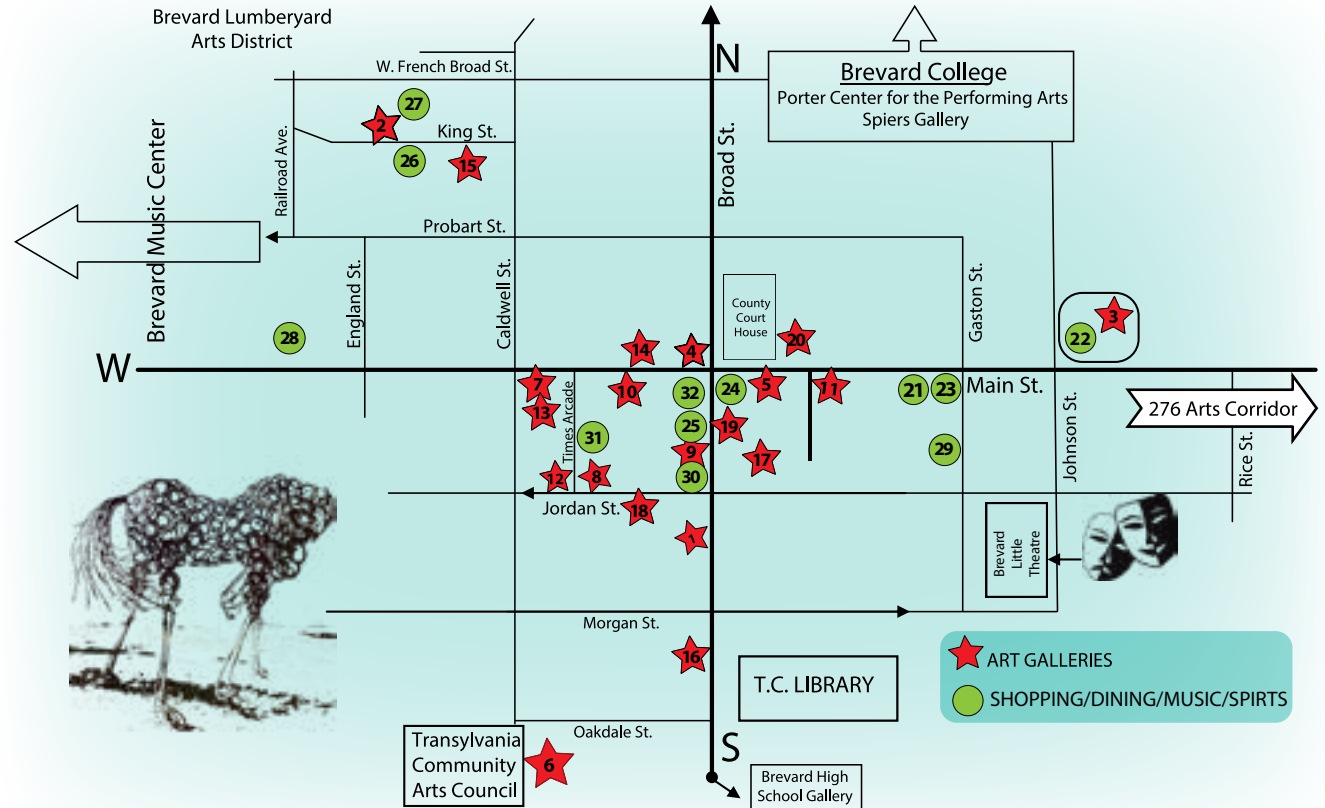 Brevard Lumberyard
Arts District
W. French Broad St.
N
Brevard College
Porter Center for the Performing Arts
Spiers Gallery
27
2
King St.
26
15
Railroad Ave.
Broad St.
Brevard Music Center
Probart St.
England St.
Caldwell St.
Gaston St.
County
Court
House
28
14
4
20
3
22
W
7
10
32
24
5
11
21
23
Main St.
13
Times Arcade
31
25
19
9
17
29
276 Arts Corridor
Johnson St.
Rice St.
12
8
30
Jordan St.
18
1
Brevard
Little
Theatre
Morgan St.
16
T.C. LIBRARY
ART GALLERIES
SHOPPING/DINING/MUSIC/SPIRTS
Oakdale St.
S
Transylvania
Community
Arts Council
6
Brevard High
School Gallery